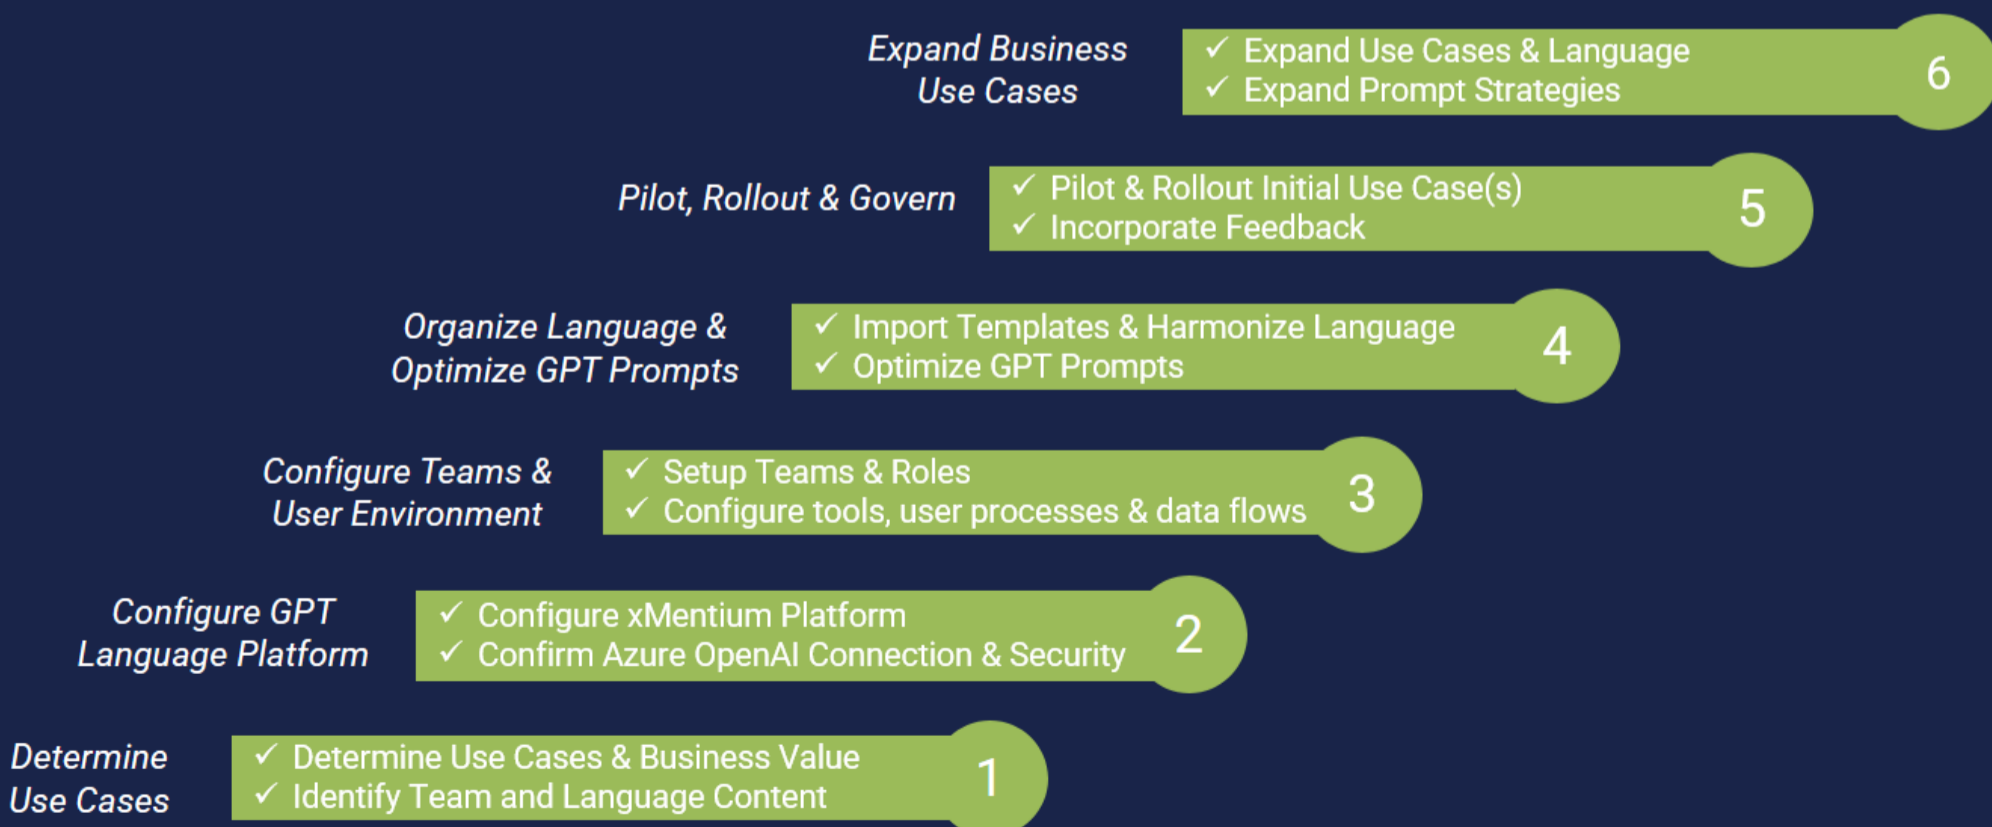 Expand Business
Use Cases
✓ Expand Use Cases & Language
✓ Expand Prompt Strategies
6
Pilot, Rollout & Govern
✓ Pilot & Rollout Initial Use Case(s)
✓ Incorporate Feedback
5
Organize Language &
Optimize GPT Prompts
✓ Import Templates & Harmonize Language
✓ Optimize GPT Prompts
4
Configure Teams &
User Environment
✓ Setup Teams & Roles
✓ Configure tools, user processes & data flows
3
Configure GPT
Language Platform
✓ Configure xMentium Platform
✓ Confirm Azure OpenAI Connection & Security
2
Determine
Use Cases
✓ Determine Use Cases & Business Value
✓ Identify Team and Language Content
1